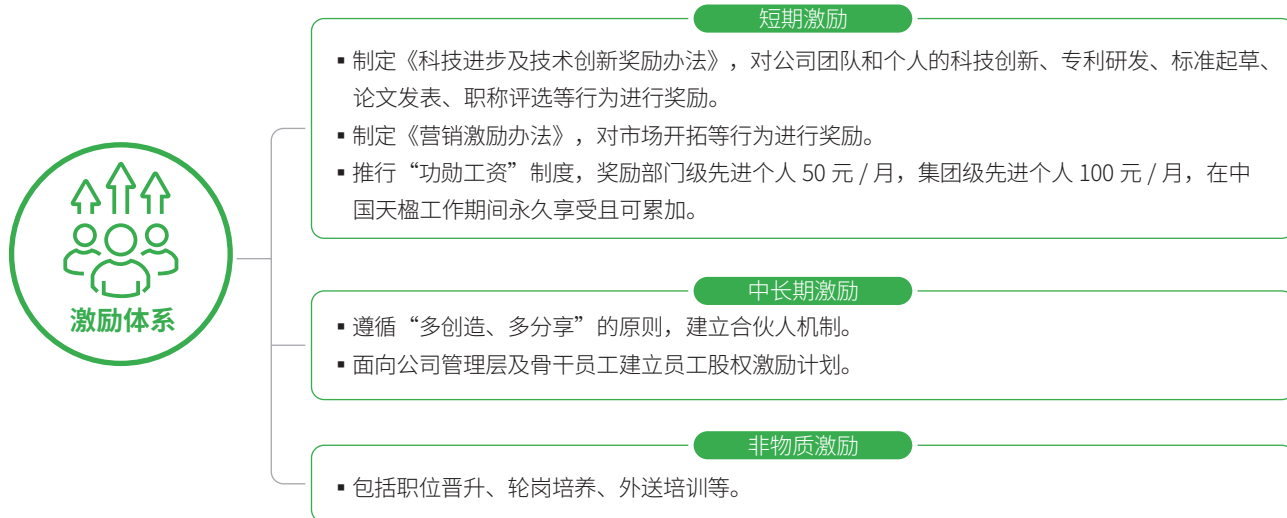 短期激励
▪ 制定《科技进步及技术创新奖励办法》，对公司团队和个人的科技创新、专利研发、标准起草、
论文发表、职称评选等行为进行奖励。
▪ 制定《营销激励办法》，对市场开拓等行为进行奖励。
▪ 推行“功勋工资”制度，奖励部门级先进个人 50 元 / 月，集团级先进个人 100 元 / 月，在中
国天楹工作期间永久享受且可累加。
激励体系
中长期激励
▪ 遵循“多创造、多分享”的原则，建立合伙人机制。
▪ 面向公司管理层及骨干员工建立员工股权激励计划。
非物质激励
▪ 包括职位晋升、轮岗培养、外送培训等。